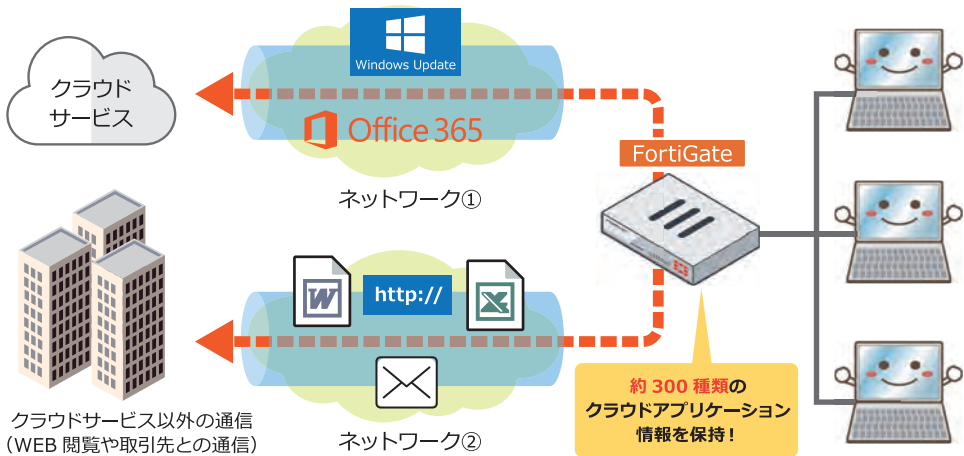 Windows Update
クラウド
サービス
Office 365
FortiGate
ネットワーク①
W
http://
X
約 300 種類の
クラウドアプリケーション
情報を保持！
クラウドサービス以外の通信
（WEB 閲覧や取引先との通信）
ネットワーク②